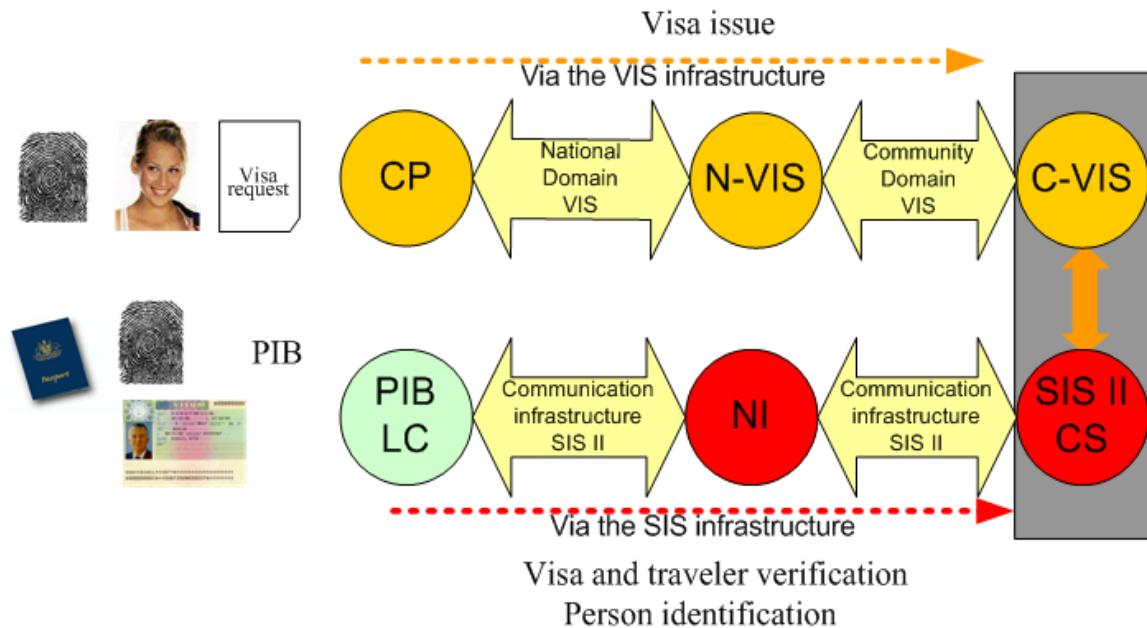 Visa issue
Via the VIS infrastructure
Visa
request
CP
National
Domain
VIS
N-VIS
Community
Domain
VIS
C-VIS
Passport
PIB
PIB
LC
Communication
infrastructure
SIS II
NI
Communication
infrastructure
SIS II
SIS II
CS
Via the SIS infrastructure
Visa and traveler verification
Person identification